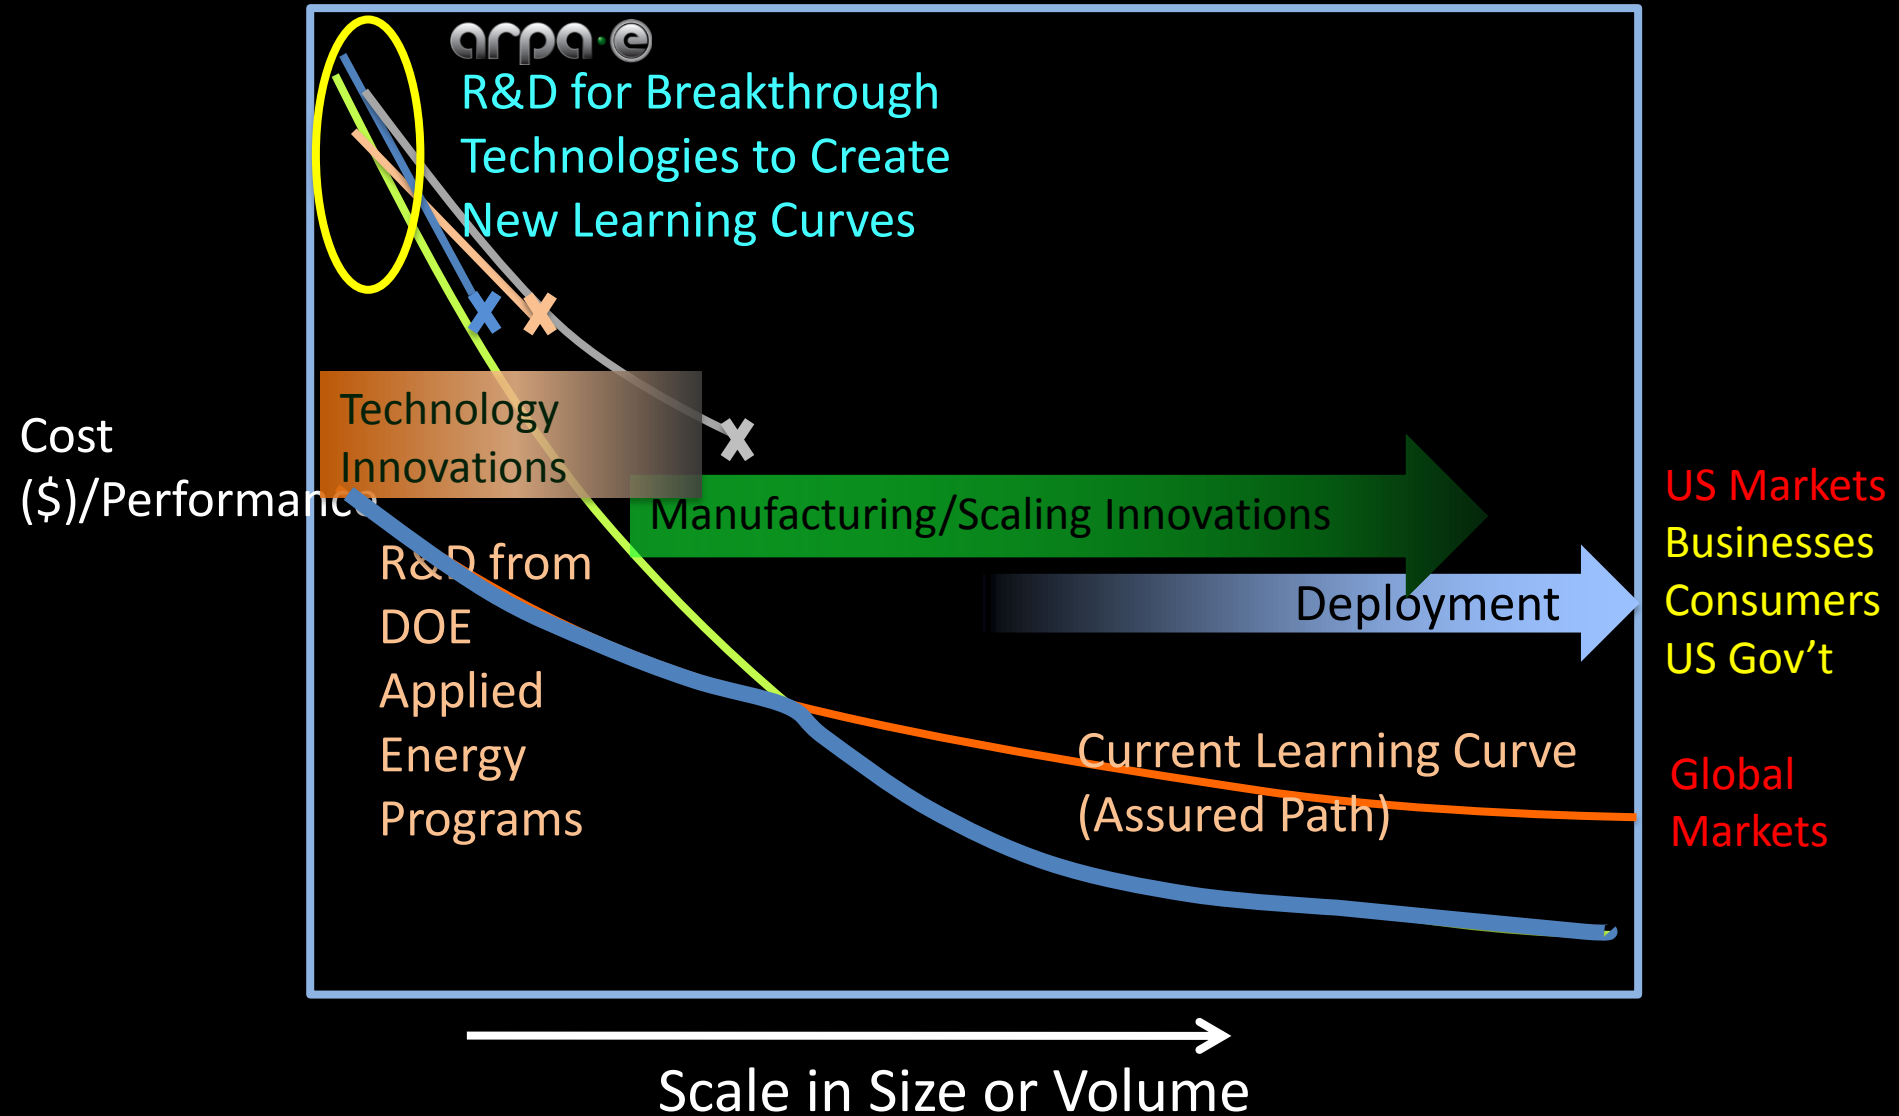 arpa·e
R&D for Breakthrough
Technologies to Create
New Learning Curves
Technology
Innovations
Cost
($)/Performance
Manufacturing/Scaling Innovations
R&D from
DOE
Applied
Energy
Programs
Deployment
US Markets
Businesses
Consumers
US Gov’t
Current Learning Curve
(Assured Path)
Global
Markets
Scale in Size or Volume